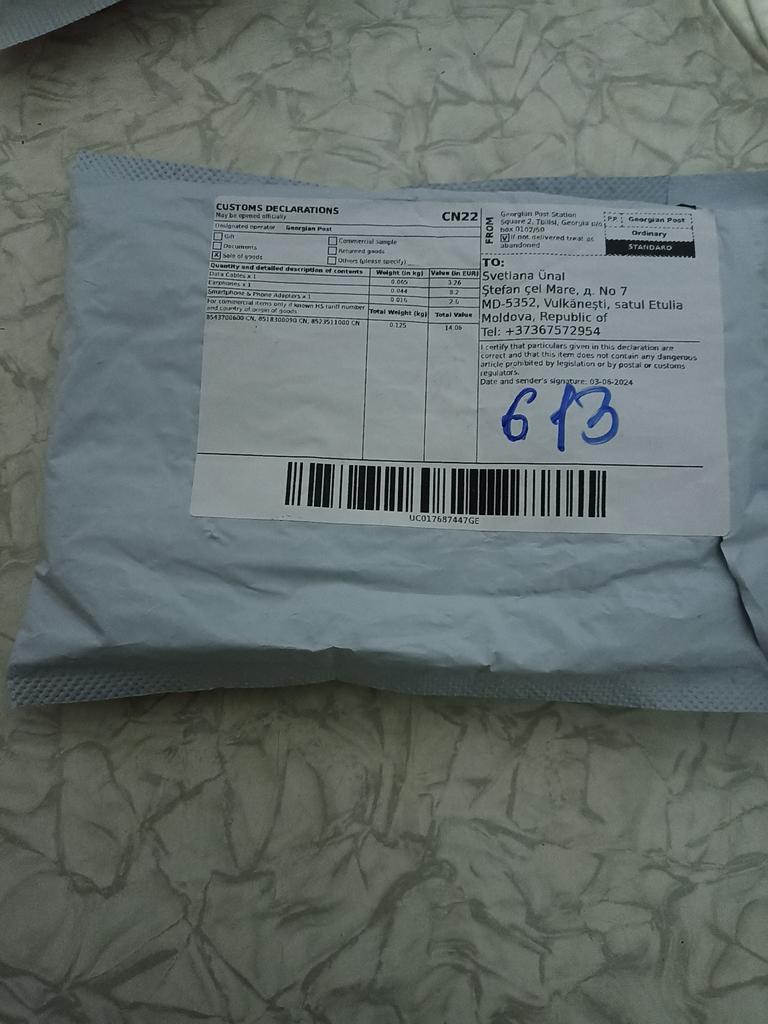 CUSTOMS DECLARATIONS
May be opened officially
CN22
Designated operator Georgian Post
Gift
Commercial sample
Documents
Returned goods
X Sale of goods
Others (please specify)
Quantity and detailed description of contents Weight (in kg) Value (in EUR)
Data Cables x 1 0.065 3.26
Earphones x 1 0.044 8.2
Smartphone & Phone Adapters x 1 0.016 2.6
For commercial items only if known HS tariff number
and country of origin of goods
Total Weight (kg) Total Value
8543700600 CN, 8518300090 CN, 8523511000 CN 0.125 14.06
FROM
Georgian Post Station
Square 2, Tbilisi, Georgia p/o
box 0102/50
If not delivered treat as
abandoned
P.P. Georgian Post
Ordinary
STANDARD
TO:
Svetlana Ünal
Ștefan çel Mare, д. No 7
MD-5352, Vulkănești, satul Etulia
Moldova, Republic of
Tel: +37367572954
I certify that particulars given in this declaration are
correct and that this item does not contain any dangerous
article prohibited by legislation or by postal or customs
regulators.
Date and sender's signature: 03-06-2024
613
UC017687447GE